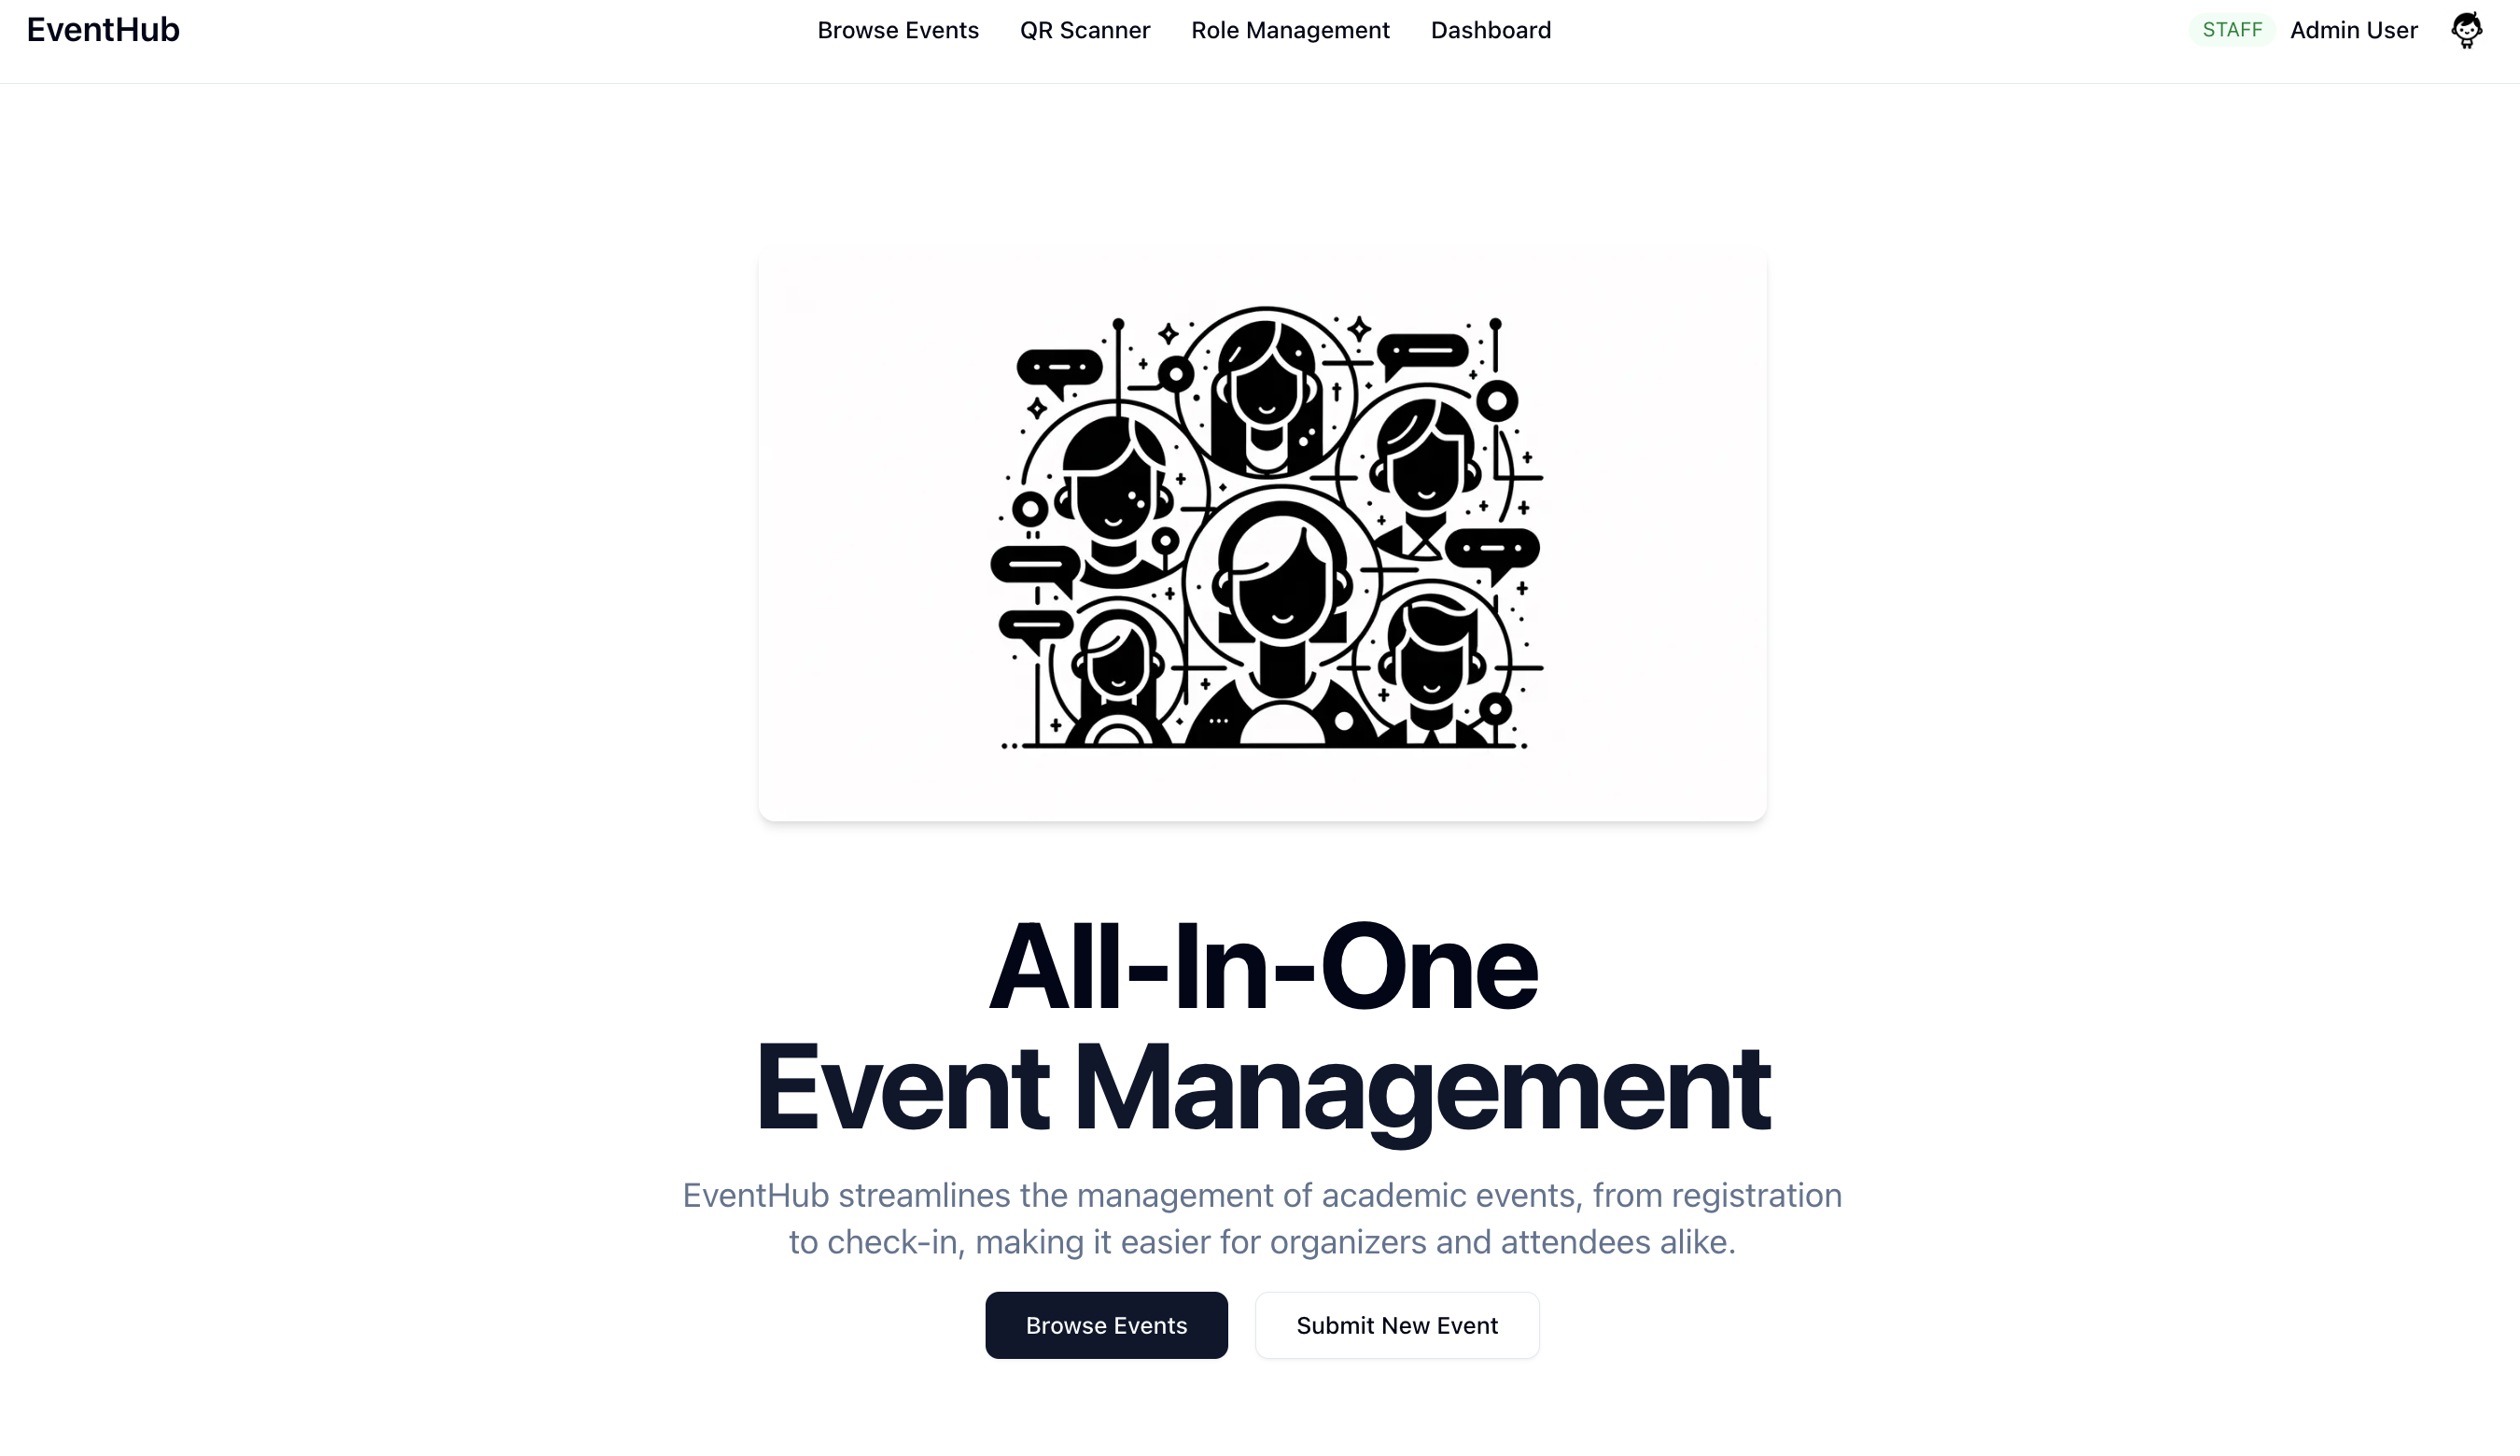 EventHub
Browse Events
QR Scanner
Role Management
Dashboard
STAFF
Admin User
All-In-One
Event Management
EventHub streamlines the management of academic events, from registration
to check-in, making it easier for organizers and attendees alike.
Browse Events
Submit New Event